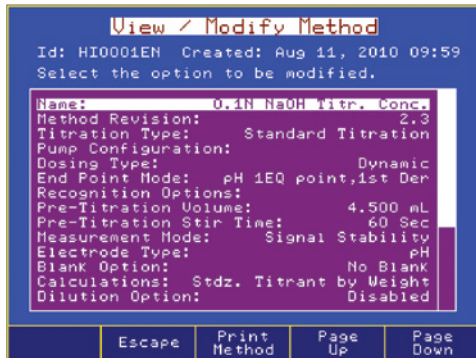 View / Modify Method
Id: HI0001EN Created: Aug 11, 2010 09:59
Select the option to be modified.
Name: 0.1N NaOH Titr. Conc.
Method Revision: 2.3
Titration Type: Standard Titration
Pump Configuration:
Dosing Type: Dynamic
End Point Mode: pH 1EQ point,1st Der
Recognition Options:
Pre-Titration Volume: 4.500 mL
Pre-Titration Stir Time: 60 Sec
Measurement Mode: Signal Stability
Electrode Type: pH
Blank Option: No Blank
Calculations: Stdz. Titrant by Weight
Dilution Option: Disabled
Escape Print Method Page Up Page Down